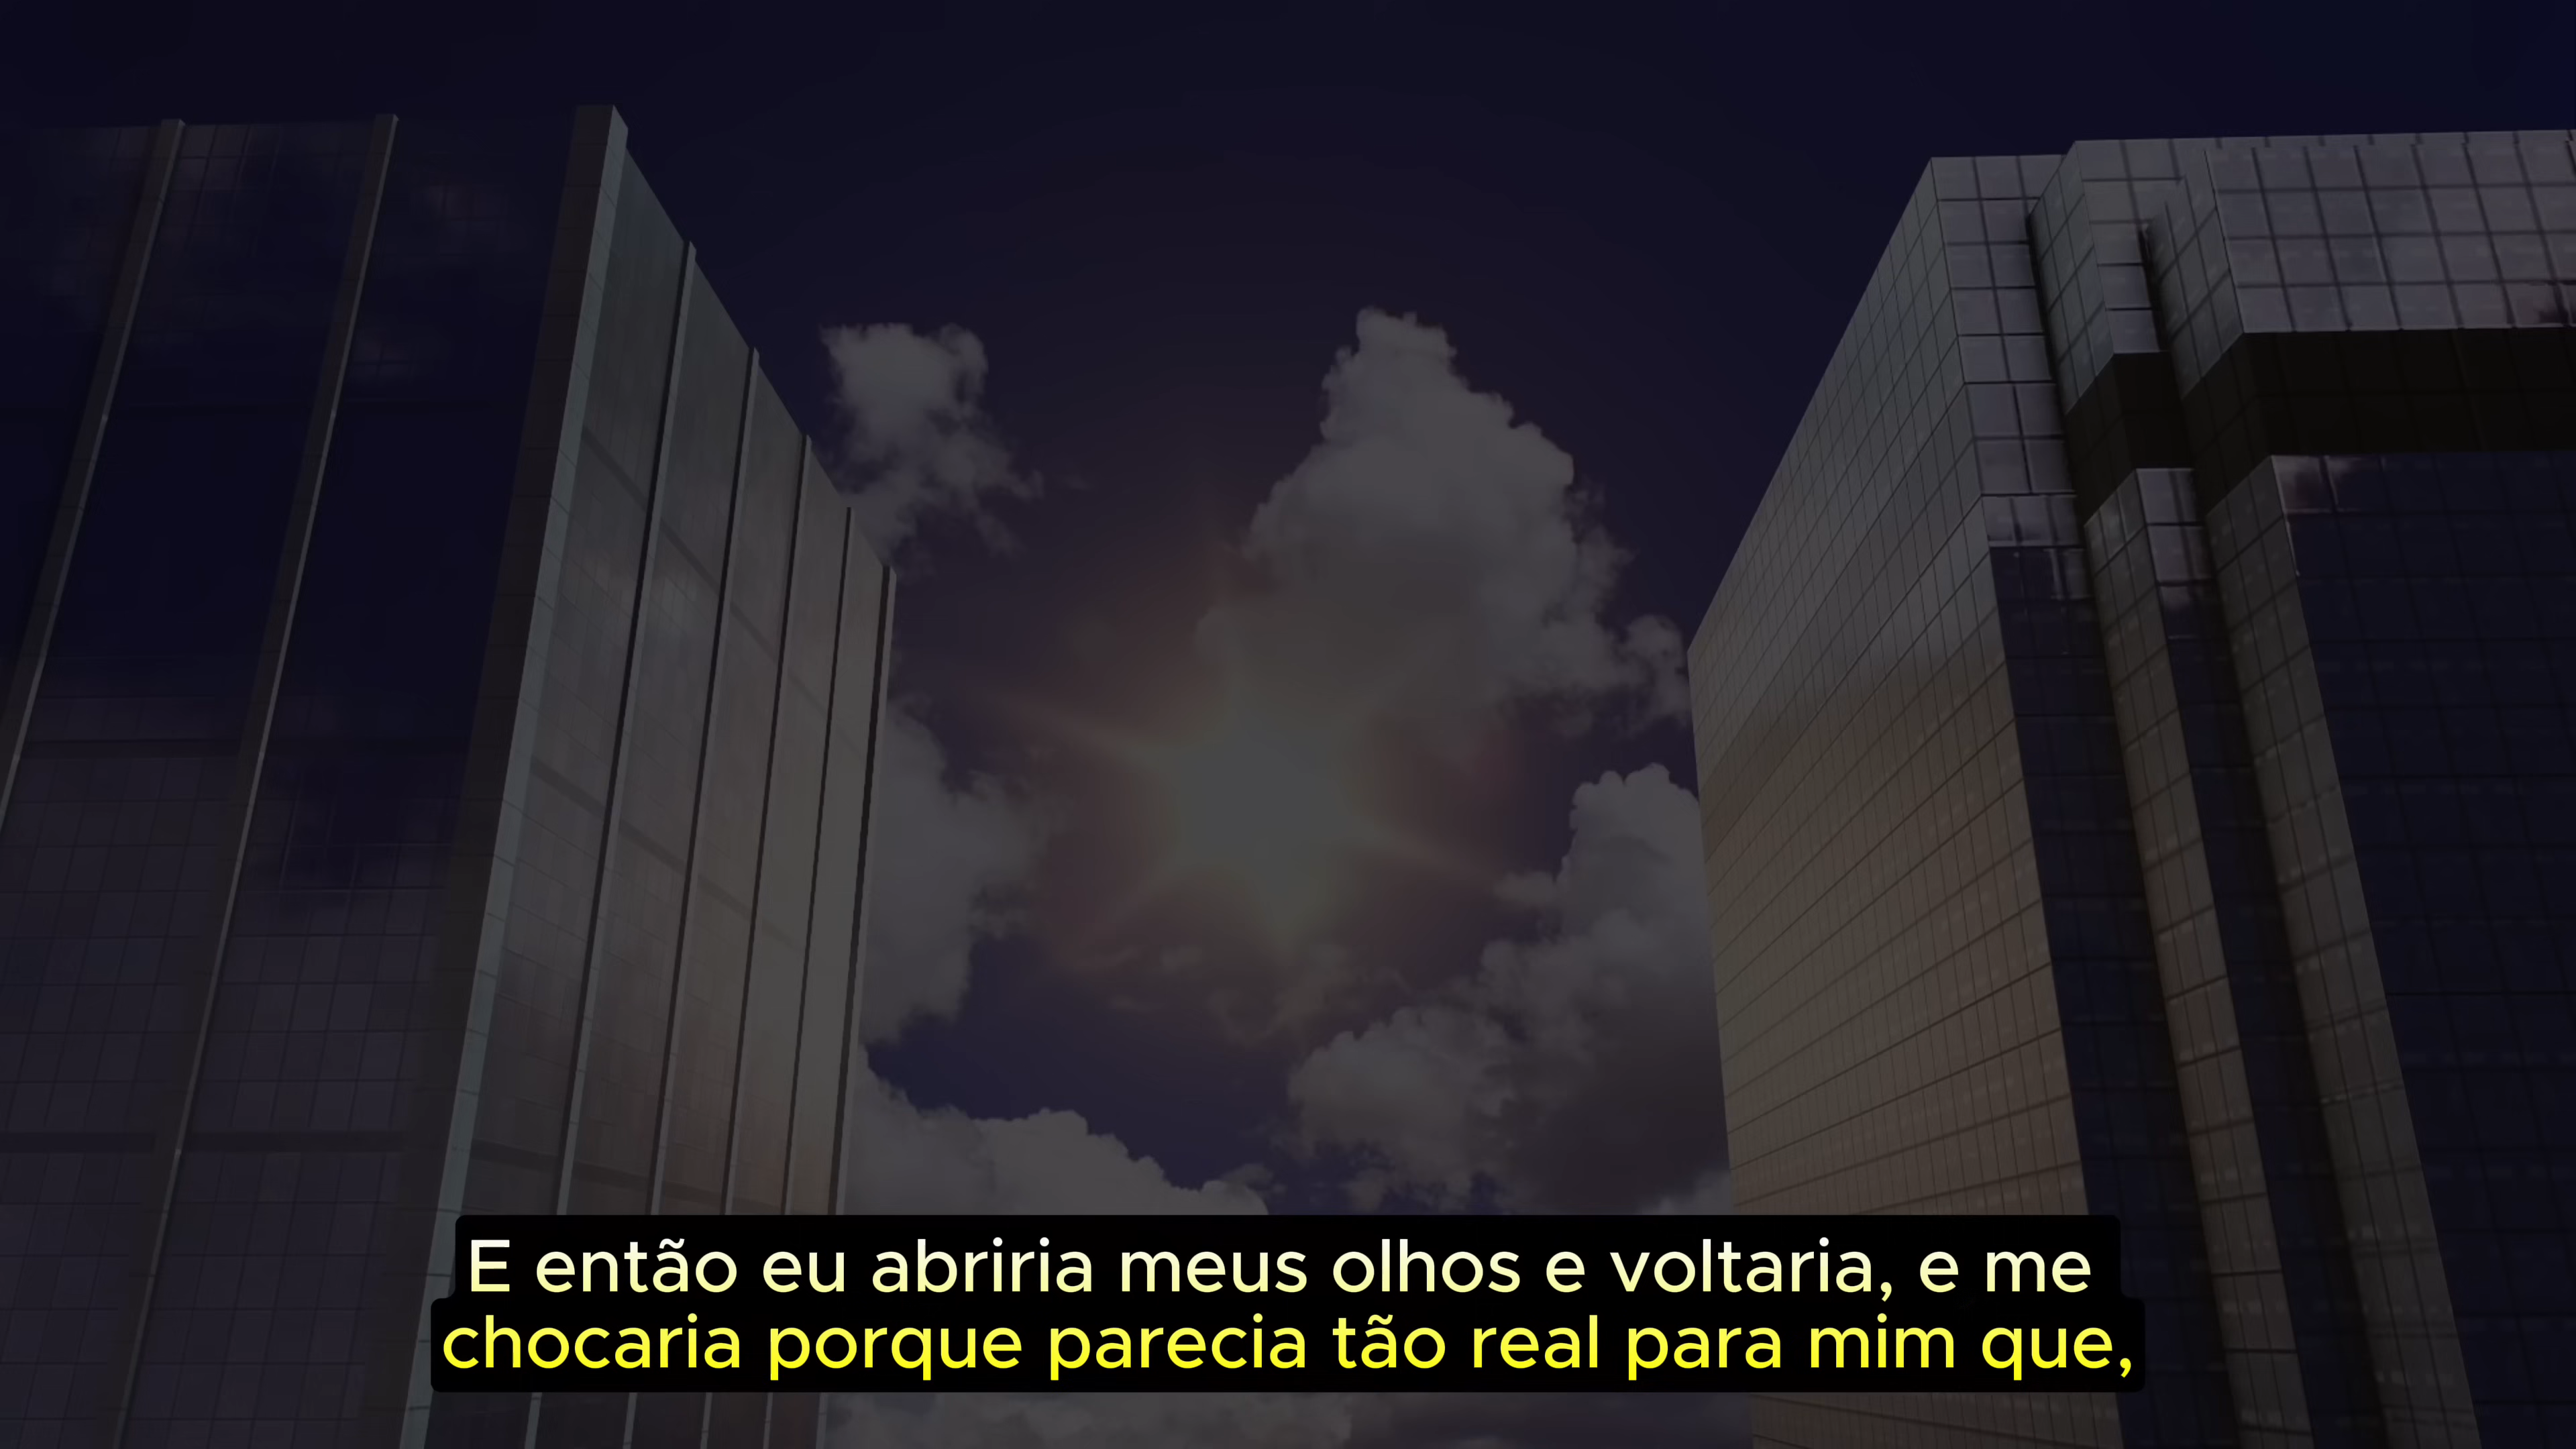 E então eu abriria meus olhos e voltaria, e me
chocaria porque parecia tão real para mim que,